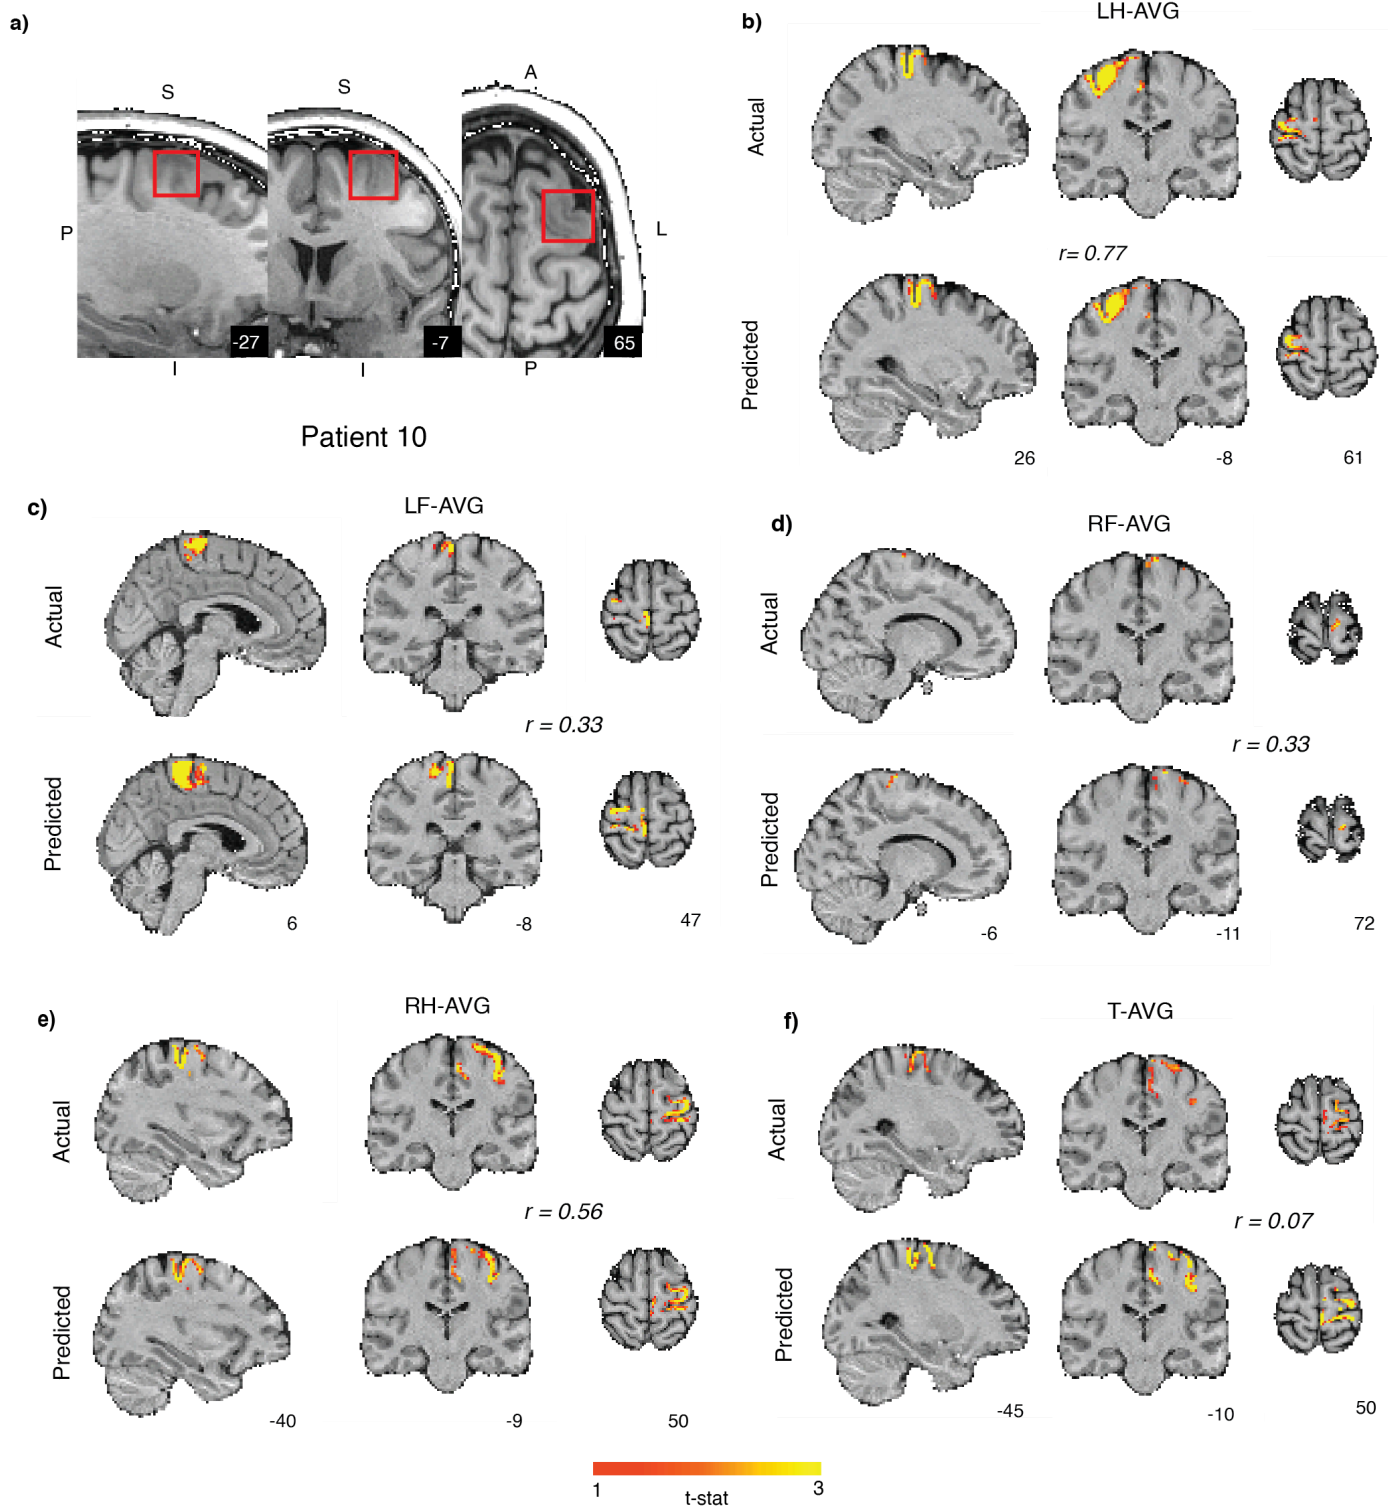 a)
S
S
A
P
L
-27
-7
65
I
I
P
Patient 10
b)
LH-AVG
Actual
r= 0.77
Predicted
26
-8
61
c)
LF-AVG
Actual
r = 0.33
Predicted
6
-8
47
d)
RF-AVG
Actual
r = 0.33
Predicted
-6
-11
72
e)
RH-AVG
Actual
r = 0.56
Predicted
-40
-9
50
f)
T-AVG
Actual
r = 0.07
Predicted
-45
-10
50
1
3
t-stat